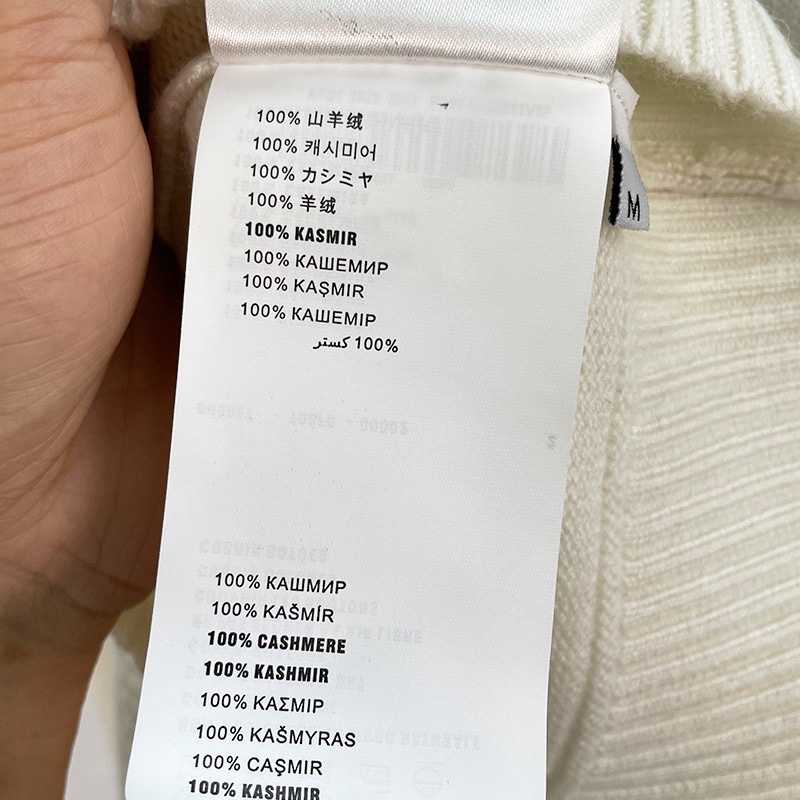 100% 山羊绒
100% 캐시미어
100% カシミヤ
100% 羊绒
100% KASMIR
100% КАШЕМИР
100% KAŞMIR
100% КАШЕМІР
100% كستر
M
100% КАШМИР
100% KAŠMÍR
100% CASHMERE
100% KASHMIR
100% ΚΑΣΜΙΡ
100% KAŠMYRAS
100% CAŞMIR
100% KASHMIR